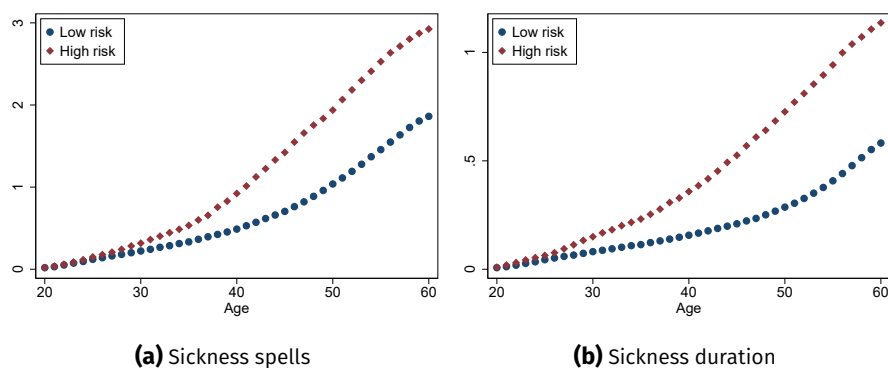 Low risk
High risk
3
2
1
0
20 30 40 50 60
Age
(a) Sickness spells
Low risk
High risk
1
.5
0
20 30 40 50 60
Age
(b) Sickness duration